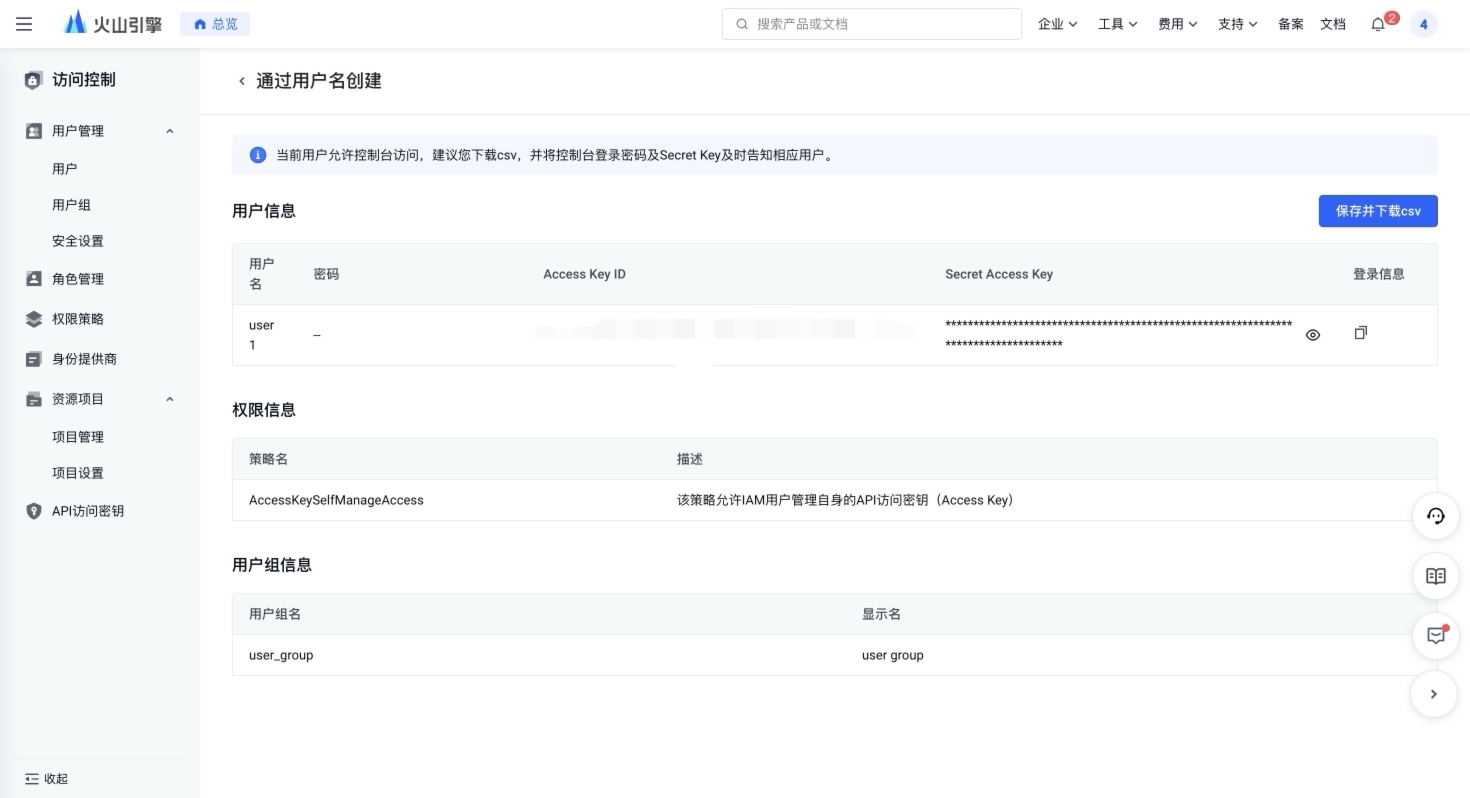 火山引擎
总览
搜索产品或文档
企业
工具
费用
支持
备案
文档
2
4
访问控制
用户管理
用户
用户组
安全设置
角色管理
权限策略
身份提供商
资源项目
项目管理
项目设置
API访问密钥
收起
通过用户名创建
当前用户允许控制台访问，建议您下载csv，并将控制台登录密码及Secret Key及时告知相应用户。
用户信息
保存并下载csv
用户
名
密码
Access Key ID
Secret Access Key
登录信息
user
1
--
**************************************************************
*********************
权限信息
策略名
描述
AccessKeySelfManageAccess
该策略允许IAM用户管理自身的API访问密钥（Access Key）
用户组信息
用户组名
显示名
user_group
user group